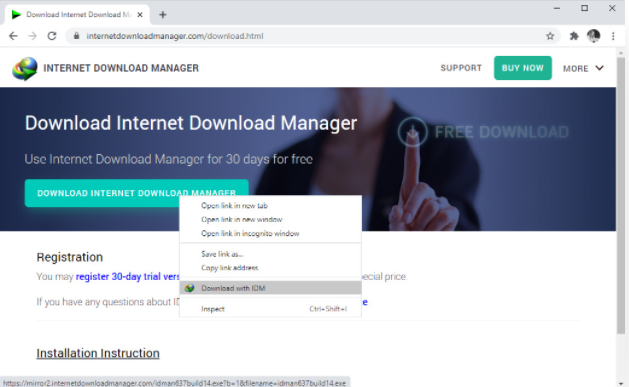 Download Internet Download M
internetdownloadmanager.com/download.html
INTERNET DOWNLOAD MANAGER
SUPPORT
BUY NOW
MORE
Download Internet Download Manager
FREE DOWNLOAD
Use Internet Download Manager for 30 days for free
DOWNLOAD INTERNET DOWNLOAD MANAGER
Open link in new tab
Open link in new window
Open link in incognito window
Save link as...
Copy link address
Download with IDM
Inspect Ctrl+Shift+I
Registration
You may register 30-day trial vers ecial price
If you have any questions about ID e
Installation Instruction
https://mirror2.internetdownloadmanager.com/idman637build14.exe?b=1&filename=idman637build14.exe